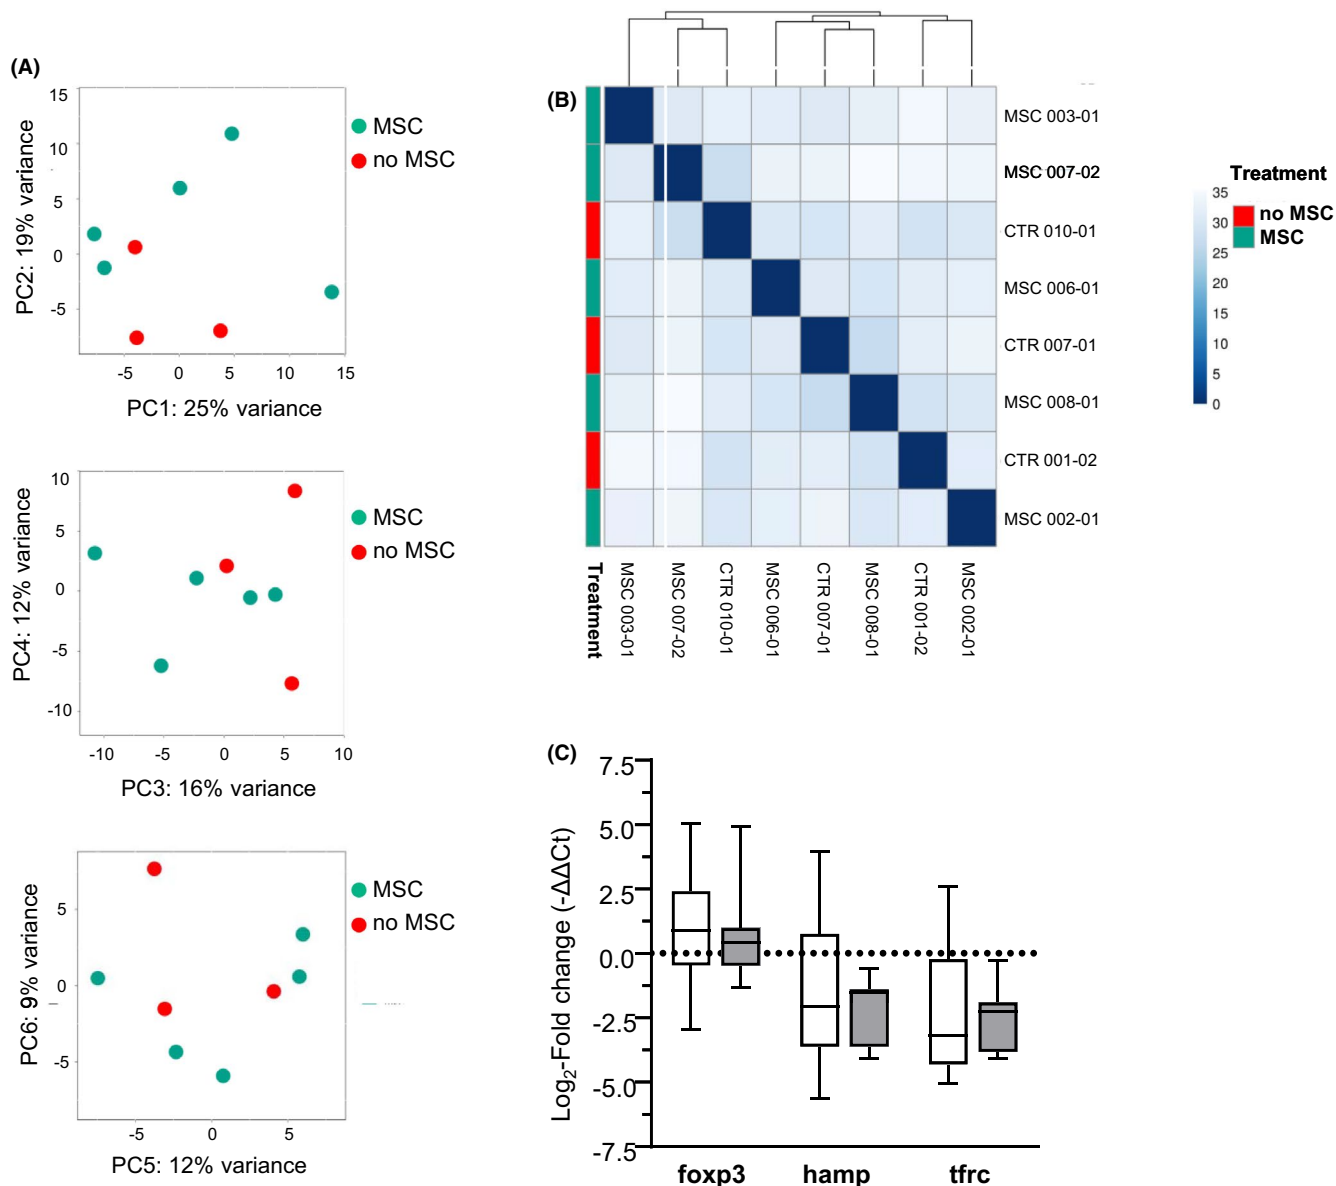 (A)
15
10
5
0
-5
PC2: 19% variance
-5
0
5
10
15
PC1: 25% variance
MSC
no MSC
10
5
0
-5
-10
PC4: 12% variance
-10
-5
0
5
10
PC3: 16% variance
MSC
no MSC
5
0
-5
PC6: 9% variance
-5
0
5
PC5: 12% variance
MSC
no MSC
(B)
MSC 003-01
MSC 007-02
CTR 010-01
MSC 006-01
CTR 007-01
MSC 008-01
CTR 001-02
MSC 002-01
Treatment
MSC 003-01
MSC 007-02
CTR 010-01
MSC 006-01
CTR 007-01
MSC 008-01
CTR 001-02
MSC 002-01
35
30
25
20
15
10
5
0
Treatment
no MSC
MSC
(C)
7.5
5.0
2.5
0.0
-2.5
-5.0
-7.5
Log₂-Fold change (-ΔΔCt)
foxp3
hamp
tfrc